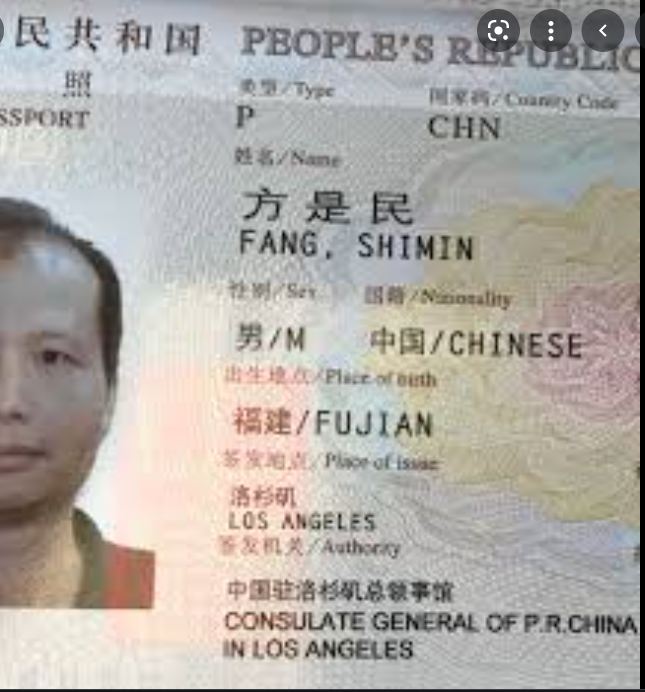 民共和国 PEOPLE'S REPUBLIC
照 类型/Type 国家码/Country Code
SSPORT P CHN
姓名/Name
方是民
FANG, SHIMIN
性别/Sex 国籍/Nationality
男/M 中国/CHINESE
出生地点/Place of birth
福建/FUJIAN
签发地点/Place of issue
洛杉矶
LOS ANGELES
签发机关/Authority
中国驻洛杉矶总领事馆
CONSULATE GENERAL OF P.R.CHINA
IN LOS ANGELES